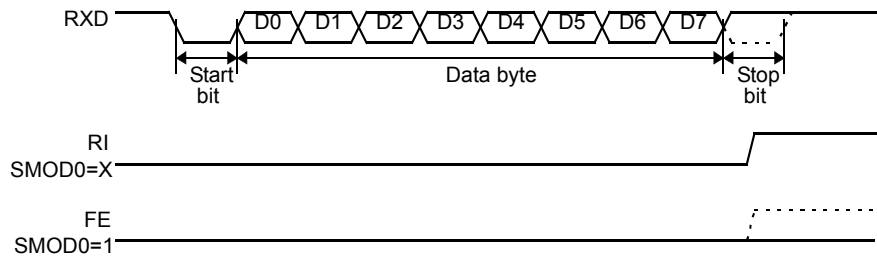 RXD D0 D1 D2 D3 D4 D5 D6 D7
Start bit
Data byte
Stop bit
RI
SMOD0=X
FE
SMOD0=1